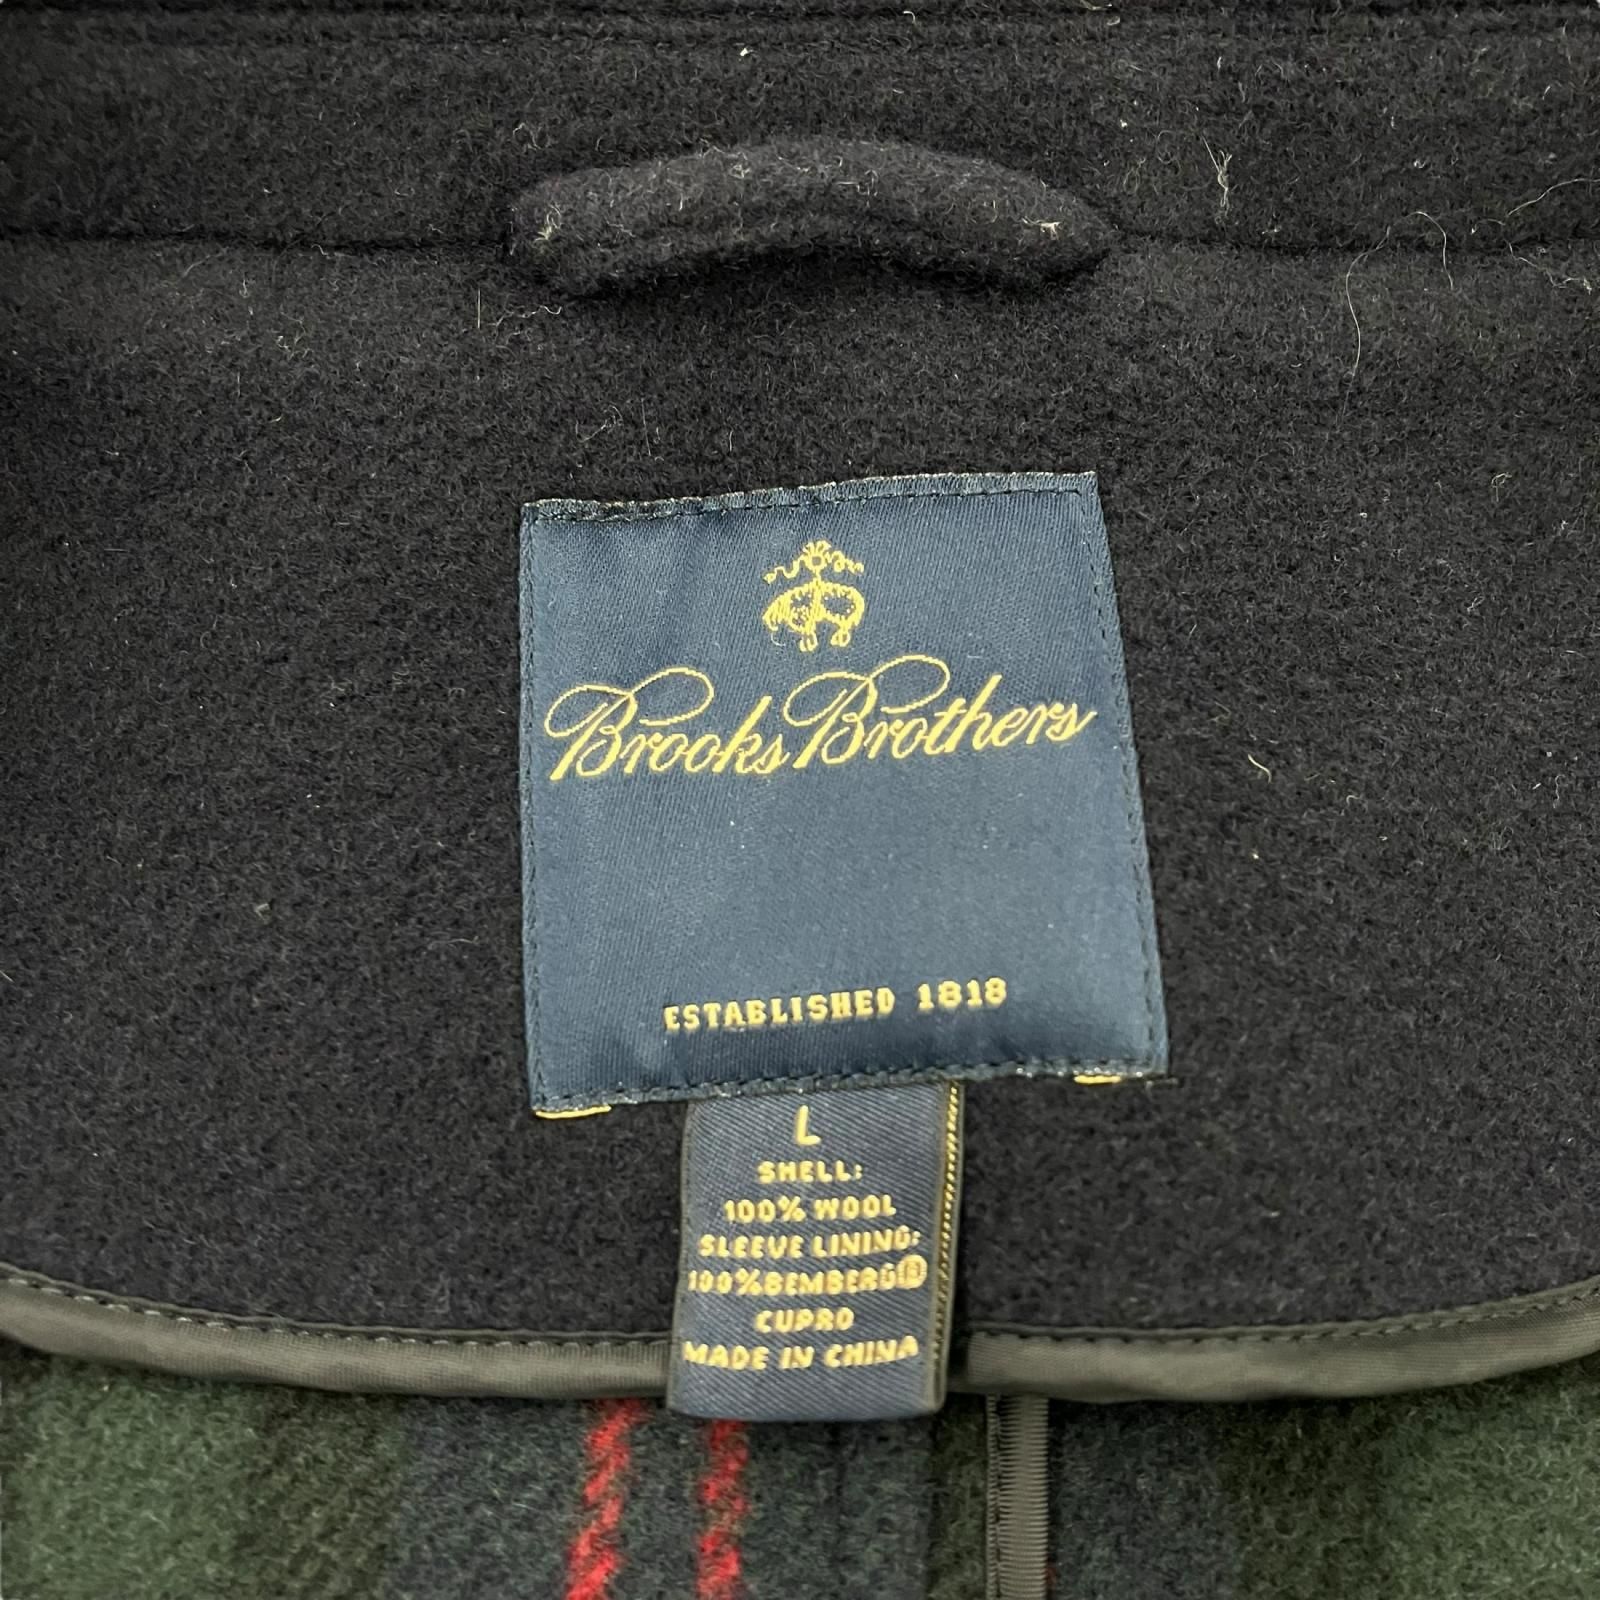 Brooks Brothers
ESTABLISHED 1818
L
SHELL:
100% WOOL
SLEEVE LINING:
100%BEMBERG®
CUPRO
MADE IN CHINA